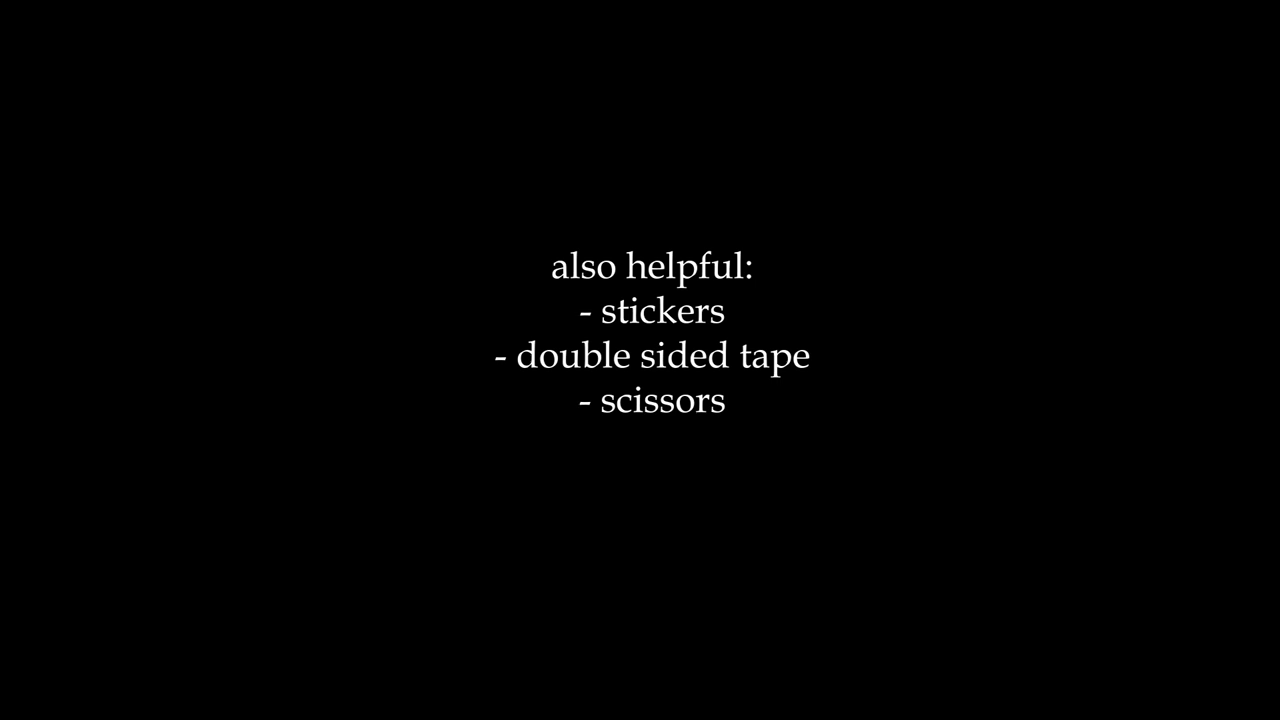 also helpful:
- stickers
- double sided tape
- scissors